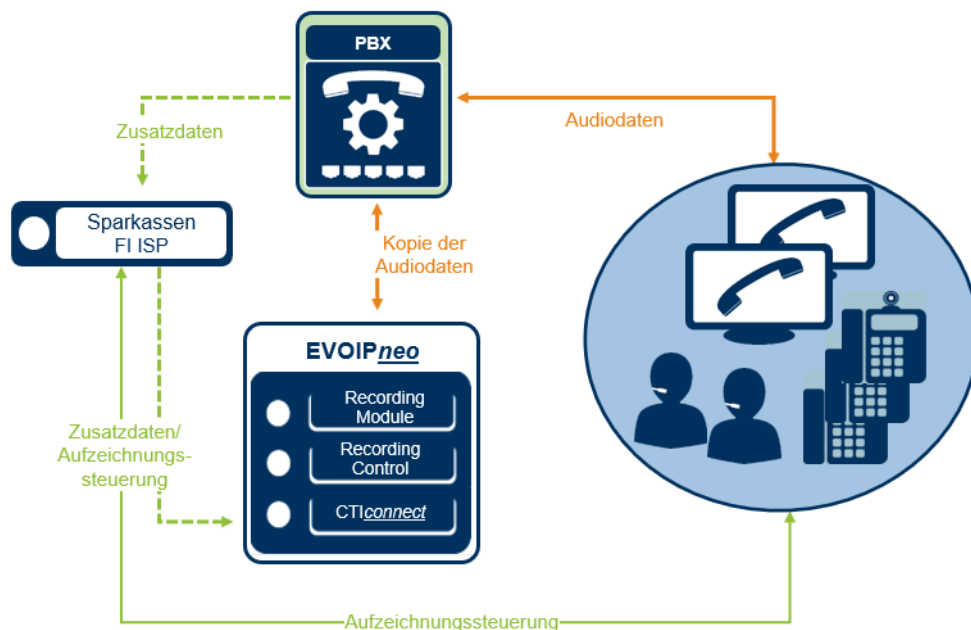 PBX
Zusatzdaten
Audiodaten
Sparkassen
FI ISP
Kopie der
Audiodaten
EVOIPneo
Recording
Module
Recording
Control
CTIconnect
Zusatzdaten/
Aufzeichnungs-
steuerung
Aufzeichnungssteuerung